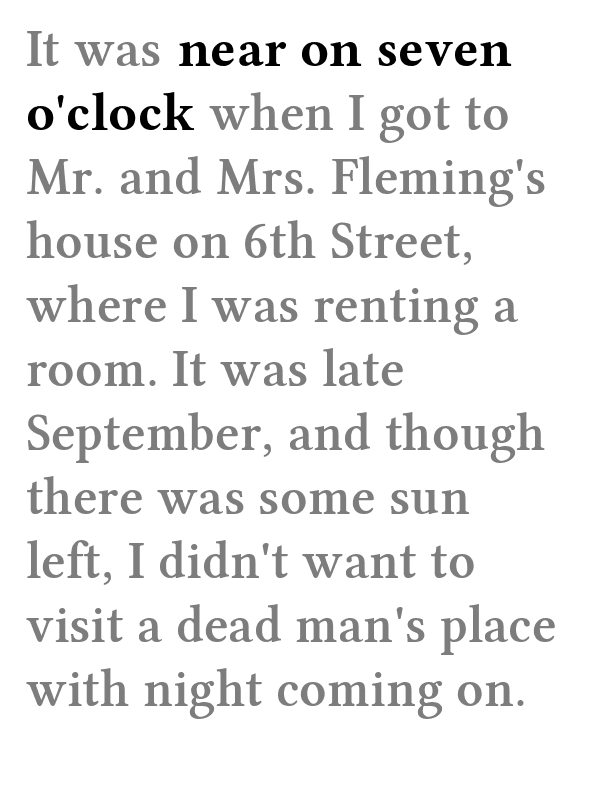 It was near on seven
o'clock when I got to
Mr. and Mrs. Fleming's
house on 6th Street,
where I was renting a
room. It was late
September, and though
there was some sun
left, I didn't want to
visit a dead man's place
with night coming on.